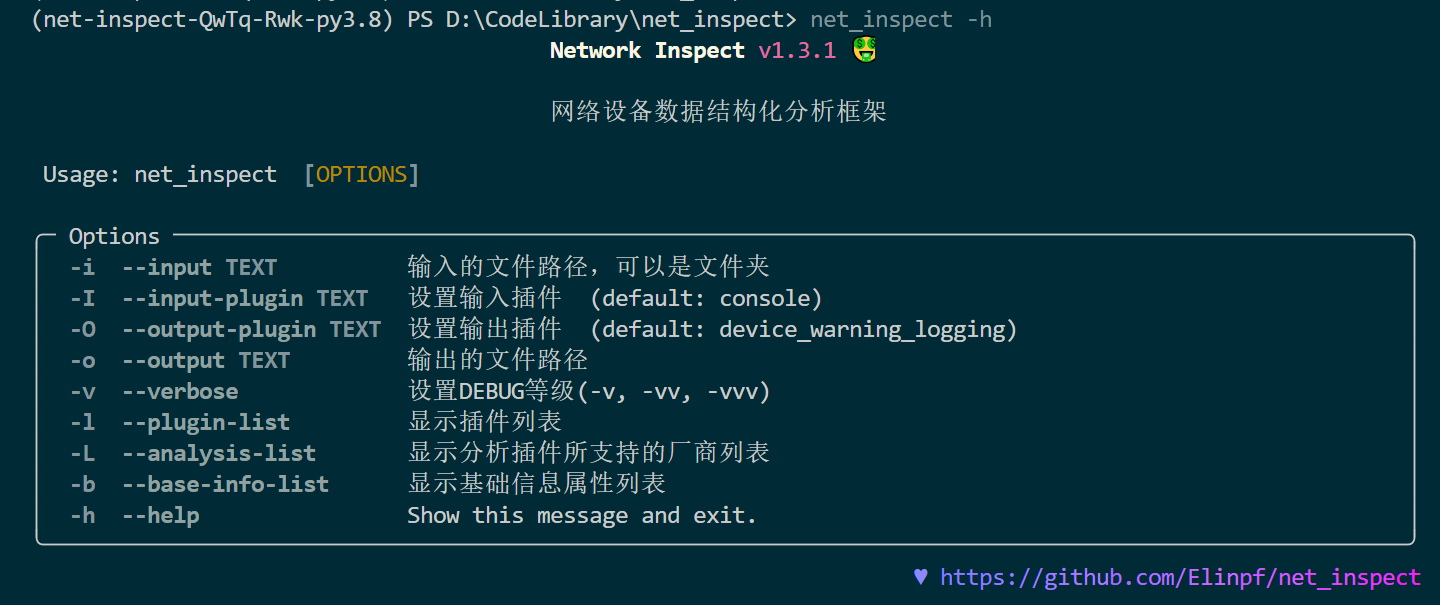 (net-inspect-QwTq-Rwk-py3.8) PS D:\CodeLibrary\net_inspect> net_inspect -h
Network Inspect v1.3.1 🤑
网络设备数据结构化分析框架
Usage: net_inspect [OPTIONS]
Options
-i --input TEXT 输入的文件路径，可以是文件夹
-I --input-plugin TEXT 设置输入插件 (default: console)
-O --output-plugin TEXT 设置输出插件 (default: device_warning_logging)
-o --output TEXT 输出的文件路径
-v --verbose 设置DEBUG等级(-v, -vv, -vvv)
-l --plugin-list 显示插件列表
-L --analysis-list 显示分析插件所支持的厂商列表
-b --base-info-list 显示基础信息属性列表
-h --help Show this message and exit.
♥ https://github.com/Elinpf/net_inspect